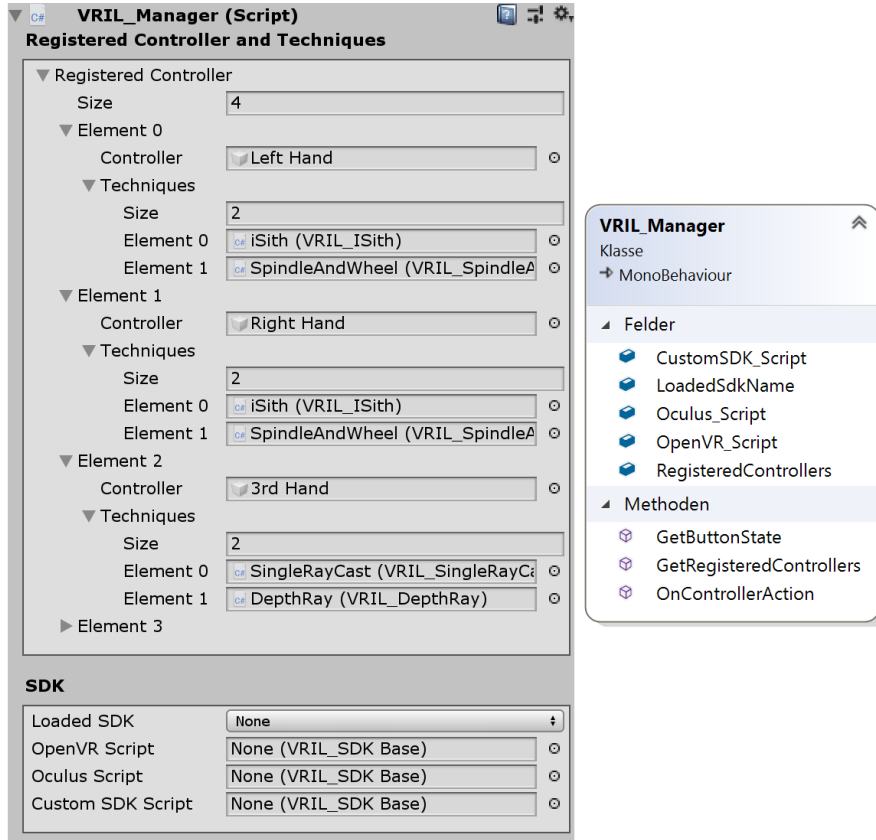 VRIL_Manager (Script)
Registered Controller and Techniques
Registered Controller
Size 4
Element 0
Controller Left Hand
Techniques
Size 2
Element 0 iSith (VRIL_ISith)
Element 1 SpindleAndWheel (VRIL_SpindleA
Element 1
Controller Right Hand
Techniques
Size 2
Element 0 iSith (VRIL_ISith)
Element 1 SpindleAndWheel (VRIL_SpindleA
Element 2
Controller 3rd Hand
Techniques
Size 2
Element 0 SingleRayCast (VRIL_SingleRayCa
Element 1 DepthRay (VRIL_DepthRay)
Element 3
SDK
Loaded SDK None
OpenVR Script None (VRIL_SDK Base)
Oculus Script None (VRIL_SDK Base)
Custom SDK Script None (VRIL_SDK Base)
VRIL_Manager
Klasse
MonoBehaviour
Felder
CustomSDK_Script
LoadedSdkName
Oculus_Script
OpenVR_Script
RegisteredControllers
Methoden
GetButtonState
GetRegisteredControllers
OnControllerAction